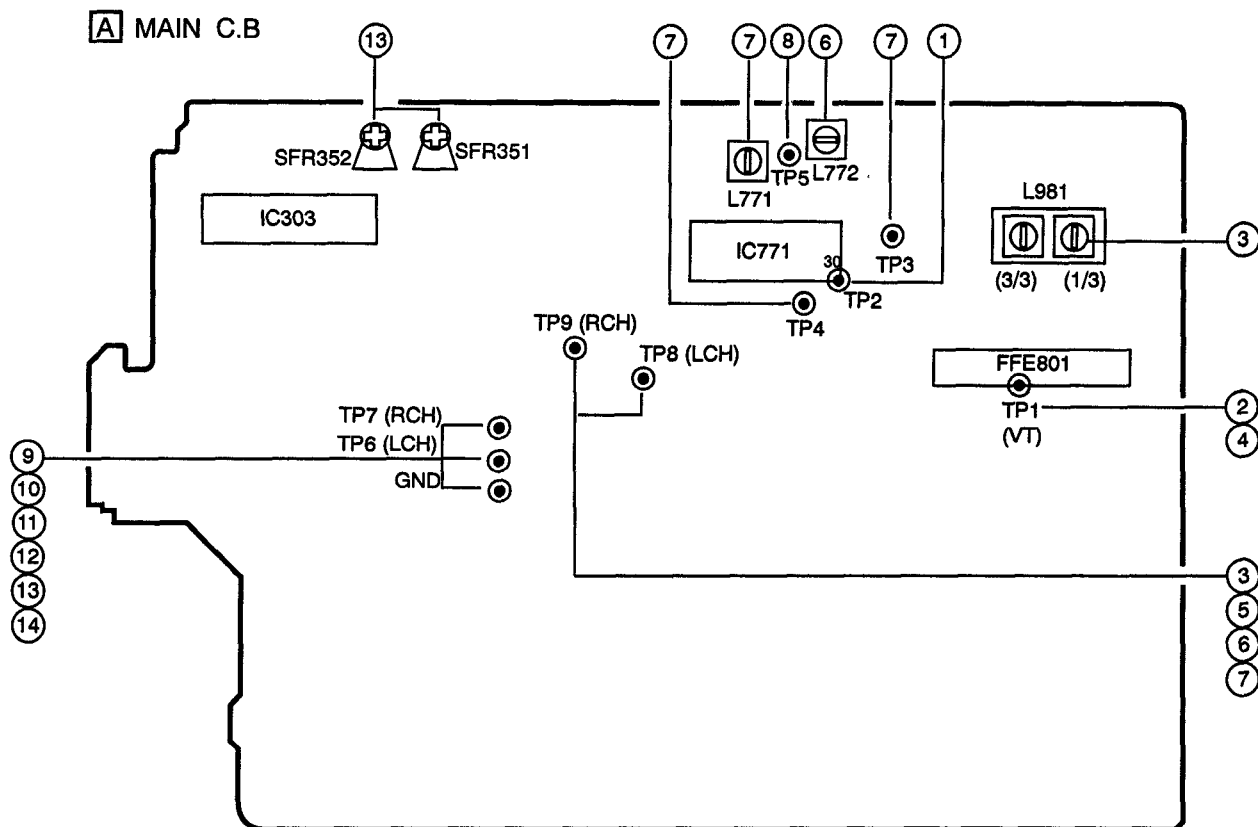 A MAIN C.B
13
7
7
8
6
7
1
SFR352
SFR351
L771
TP5
L772
L981
IC303
IC771
30
TP3
3
(3/3)
(1/3)
TP2
TP4
TP9 (RCH)
TP8 (LCH)
FFE801
TP1
(VT)
2
4
TP7 (RCH)
TP6 (LCH)
GND
9
10
11
12
13
14
3
5
6
7